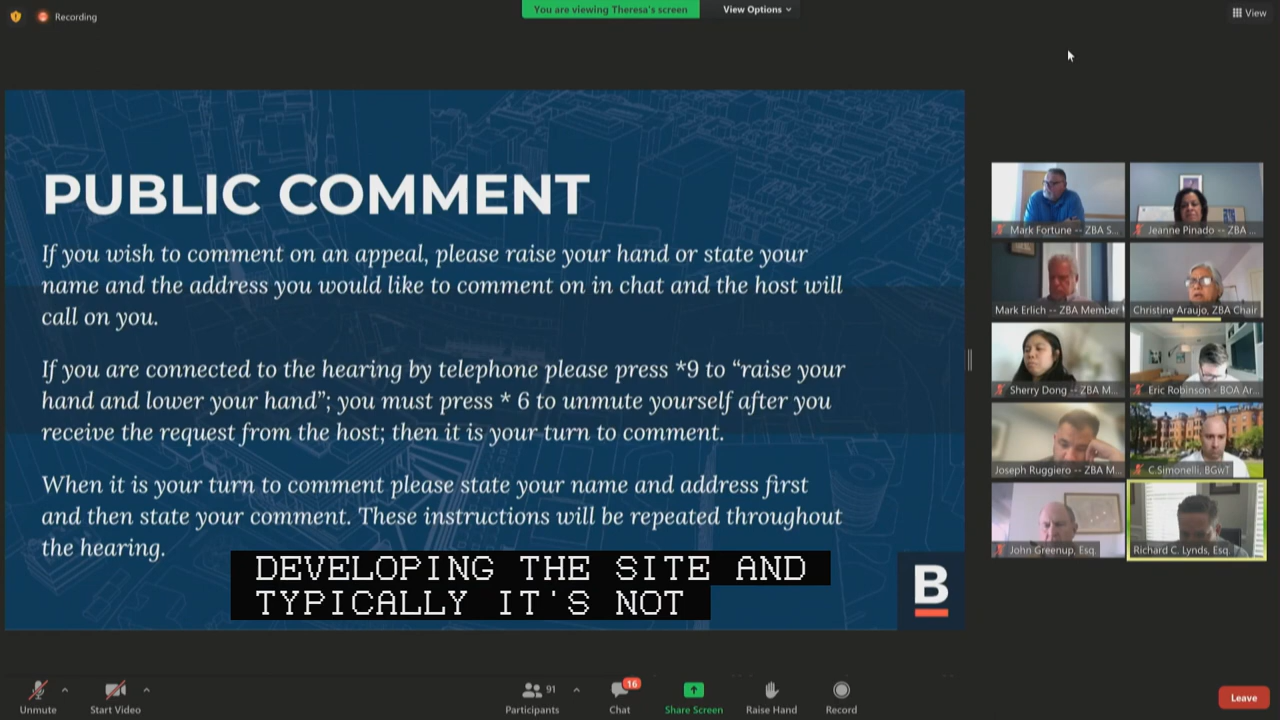 Recording
You are viewing Theresa's screen
View Options
View
PUBLIC COMMENT
If you wish to comment on an appeal, please raise your hand or state your
name and the address you would like to comment on in chat and the host will
call on you.
If you are connected to the hearing by telephone please press *9 to “raise your
hand and lower your hand”; you must press * 6 to unmute yourself after you
receive the request from the host; then it is your turn to comment.
When it is your turn to comment please state your name and address first
and then state your comment. These instructions will be repeated throughout
the hearing.
DEVELOPING THE SITE AND
TYPICALLY IT'S NOT
B
Mark Fortune -- ZBA S...
Jeanne Pinado -- ZBA ...
Mark Erlich -- ZBA Member
Christine Araujo, ZBA Chair
Sherry Dong -- ZBA M...
Eric Robinson - BOA Ar...
Joseph Ruggiero -- ZBA M...
C.Simonelli, BGwT
John Greenup, Esq.
Richard C. Lynds, Esq.
Unmute
Start Video
91
Participants
16
Chat
Share Screen
Raise Hand
Record
Leave